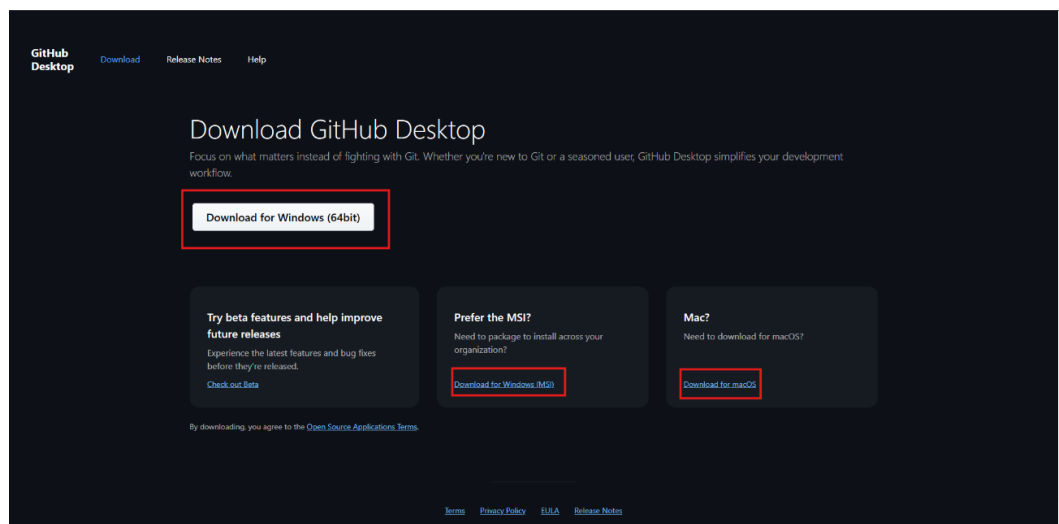 GitHub
Desktop
Download
Release Notes
Help
Download GitHub Desktop
Focus on what matters instead of fighting with Git. Whether you're new to Git or a seasoned user, GitHub Desktop simplifies your development
workflow.
Download for Windows (64bit)
Try beta features and help improve
future releases
Experience the latest features and bug fixes
before they're released.
Check out Beta
Prefer the MSI?
Need to package to install across your
organization?
Download for Windows (MSI)
Mac?
Need to download for macOS?
Download for macOS
By downloading, you agree to the Open Source Applications Terms.
Terms
Privacy Policy
EULA
Release Notes